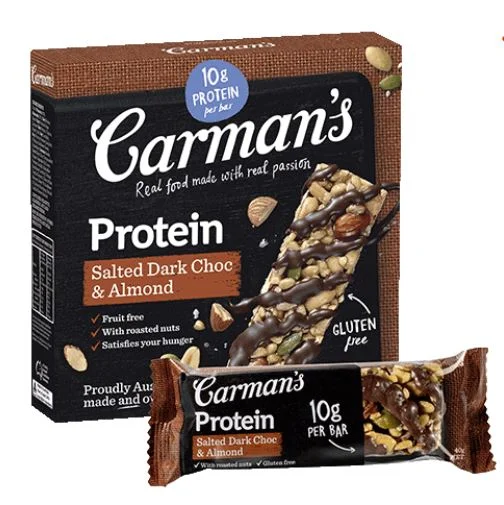 Carman's
10g
PROTEIN
per bar
Carman's
Real food made with real passion
Protein
Salted Dark Choc
& Almond
Fruit free
With roasted nuts
Satisfies your hunger
GLUTEN
free
Proudly
made and
Carman's
Protein
Salted Dark Choc
& Almond
With roasted nuts Gluten free
10g
PER BAR
40g
NET